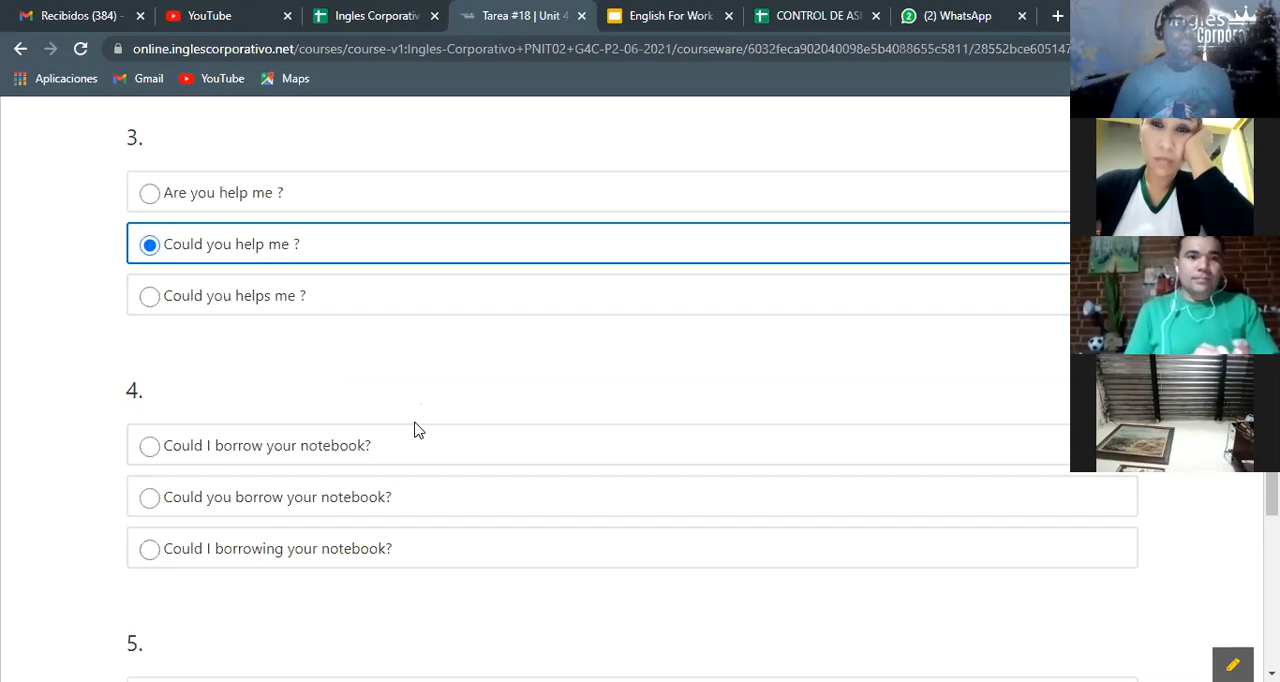 Recibidos (384) -
YouTube
Ingles Corporativ
Tarea #18 | Unit 4
English For Work
CONTROL DE ASI
(2) WhatsApp
online.inglescorporativo.net/courses/course-v1:Ingles-Corporativo+PNIT02+G4C-P2-06-2021/courseware/6032feca902040098e5b4088655c5811/28552bce605147
Aplicaciones
Gmail
YouTube
Maps
3.
Are you help me ?
Could you help me ?
Could you helps me ?
4.
Could I borrow your notebook?
Could you borrow your notebook?
Could I borrowing your notebook?
5.